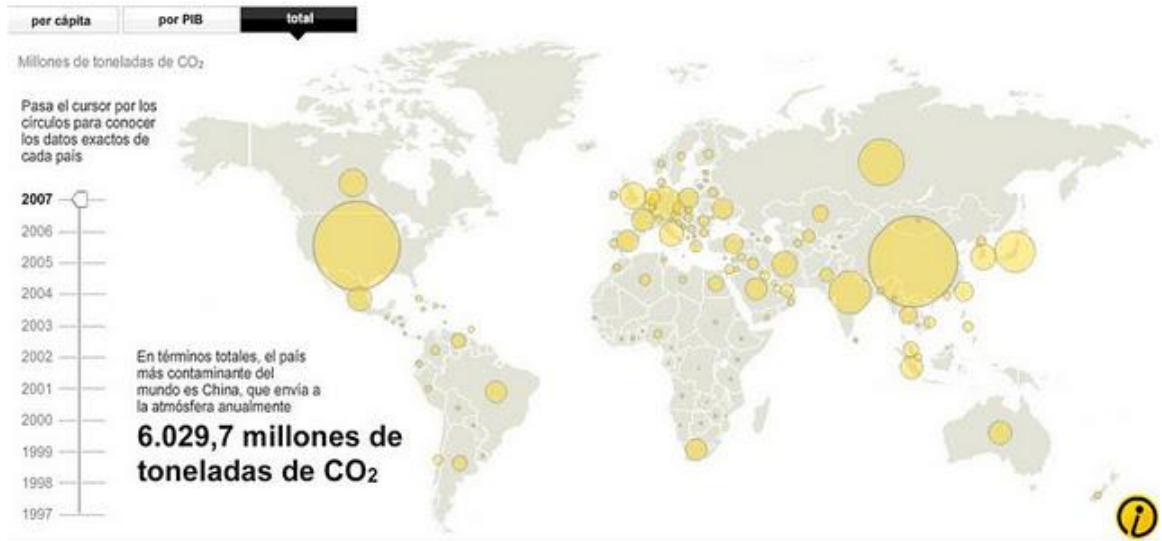 per cápita
por PIB
total
Millones de toneladas de CO₂
Pasa el cursor por los
círculos para conocer
los datos exactos de
cada país
2007
2006
2005
2004
2003
2002
2001
2000
1999
1998
1997
En términos totales, el país
más contaminante del
mundo es China, que envía a
la atmósfera anualmente
6.029,7 millones de
toneladas de CO₂
i